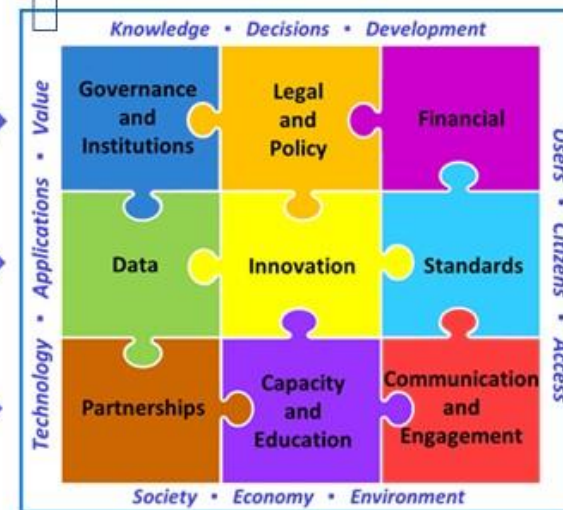 Knowledge • Decisions • Development
Technology • Applications • Value
Governance
and
Institutions
Legal
and
Policy
Financial
Users • Citizens • Access
Data
Innovation
Standards
Partnerships
Capacity
and
Education
Communication
and
Engagement
Society • Economy • Environment